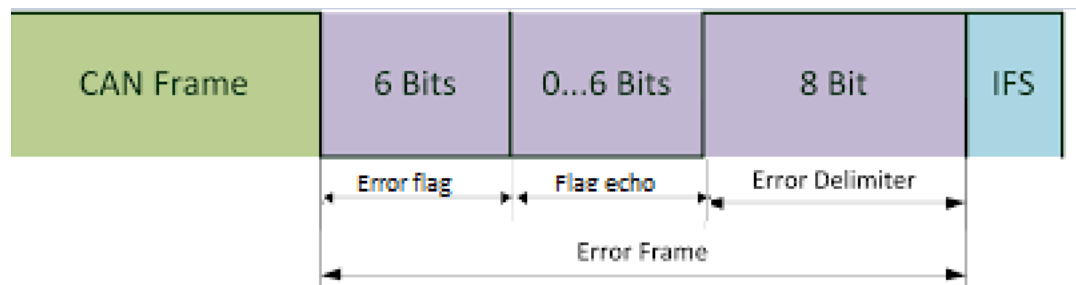 CAN Frame 6 Bits 0...6 Bits 8 Bit IFS
Error flag Flag echo Error Delimiter
Error Frame